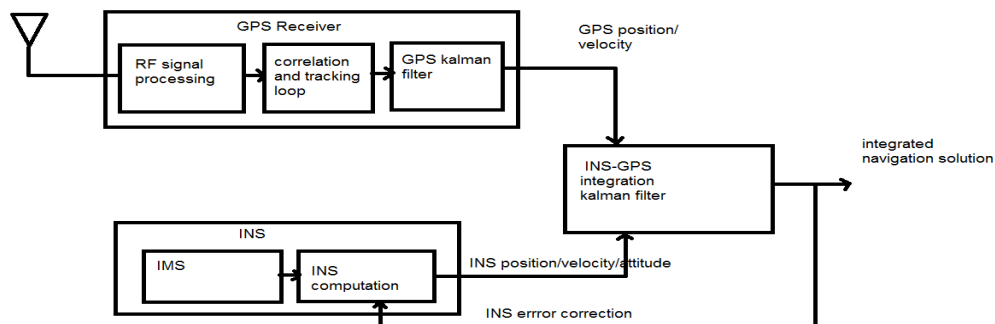 GPS Receiver
RF signal
processing
correlation
and tracking
loop
GPS kalman
filter
GPS position/
velocity
INS-GPS
integration
kalman filter
integrated
navigation solution
INS
IMS
INS
computation
INS position/velocity/attitude
INS errror correction